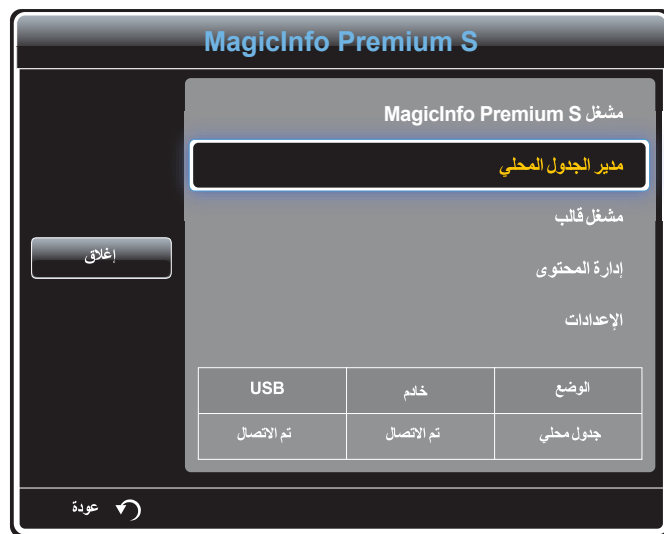 MagicInfo Premium S
مشغل MagicInfo Premium S
مدير الجدول المحلي
مشغل قالب
إدارة المحتوى
الإعدادات
إغلاق
الوضع خادم USB
جدول محلي تم الاتصال تم الاتصال
عودة